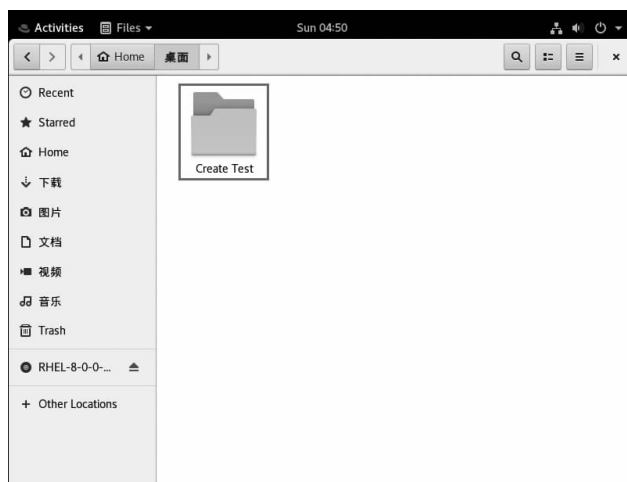 Activities Files Sun 04:50
Home 桌面
Recent
Starred
Home
下载
图片
文档
视频
音乐
Trash
RHEL-8-0-0-...
+ Other Locations
Create Test